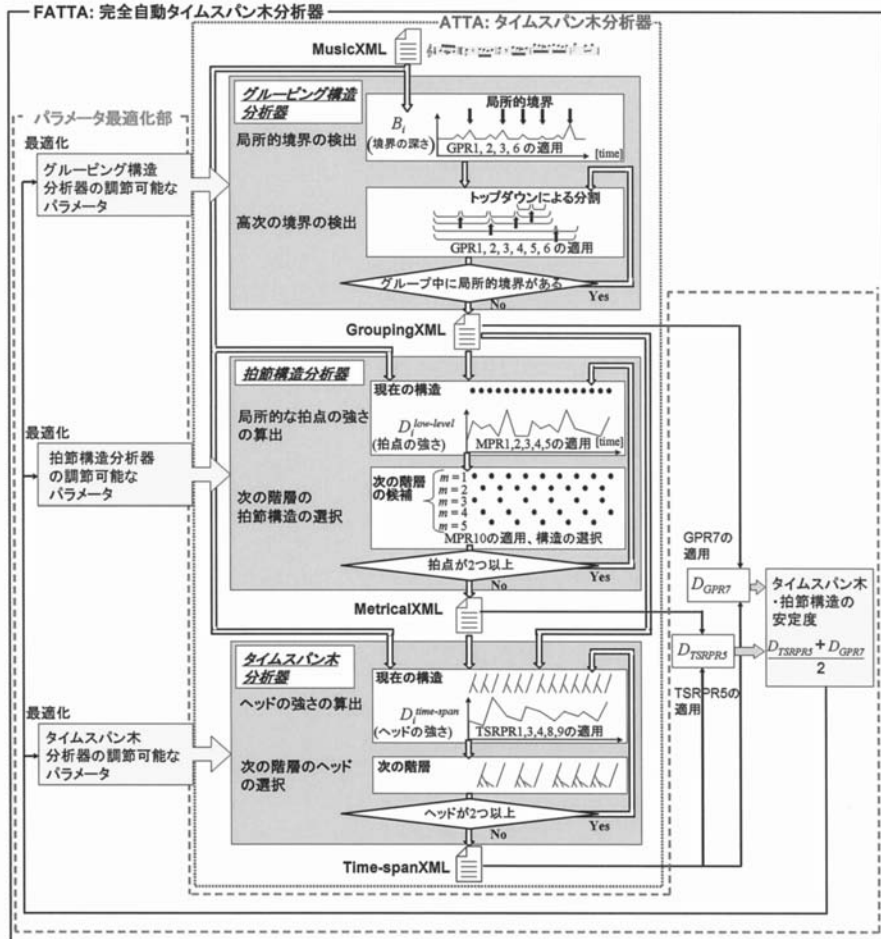 FATTA: 完全自動タイムスパン木分析器
ATTA: タイムスパン木分析器
MusicXML
パラメータ最適化部
グルーピング構造
分析器
局所的境界の検出
局所的境界
B_i
(境界の深さ)
GPR1, 2, 3, 6 の適用
[time]
最適化
グルーピング構造
分析器の調節可能な
パラメータ
高次の境界の検出
トップダウンによる分割
GPR1, 2, 3, 4, 5, 6 の適用
グループ中に局所的境界がある
No
Yes
GroupingXML
拍節構造分析器
現在の構造
局所的な拍点の強さ
の算出
D_i^{low-level}
(拍点の強さ)
MPR1,2,3,4,5の適用
[time]
最適化
拍節構造分析器
の調節可能な
パラメータ
次の階層の
拍節構造の選択
次の階層
の候補
m = 1
m = 2
m = 3
m = 4
m = 5
MPR10の適用、構造の選択
拍点が2つ以上
No
Yes
MetricalXML
GPR7の
適用
D_{GPR7}
D_{TSRPR5}
TSRPR5の
適用
タイムスパン木
・拍節構造の
安定度
D_{TSRPR5} + D_{GPR7}
2
タイムスパン木
分析器
現在の構造
ヘッドの強さの算出
D_i^{time-span}
(ヘッドの強さ)
TSRPR1,3,4,8,9の適用
最適化
タイムスパン木
分析器の調節可能な
パラメータ
次の階層のヘッド
の選択
次の階層
ヘッドが2つ以上
No
Yes
Time-spanXML